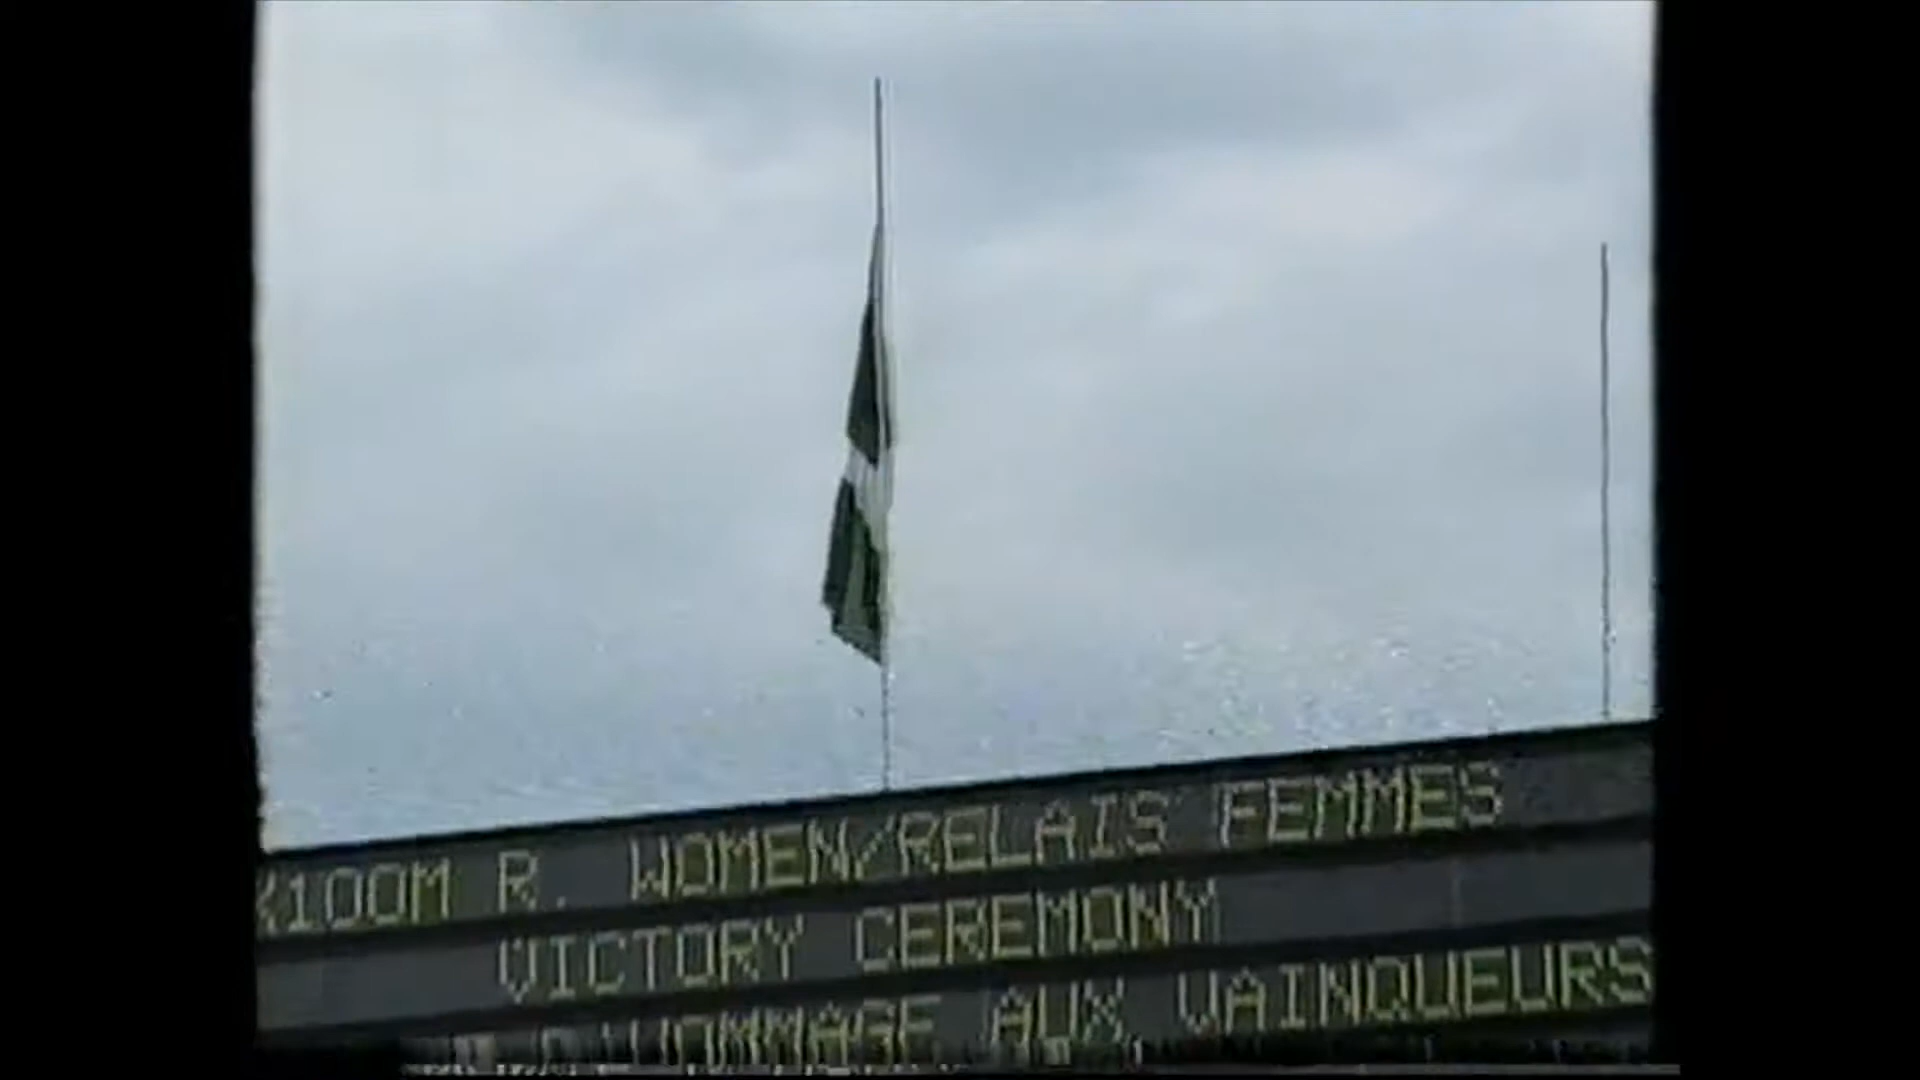 X100M R. WOMEN/RELAIS FEMMES
VICTORY CEREMONY
D'HOMMAGE AUX VAINQUEURS